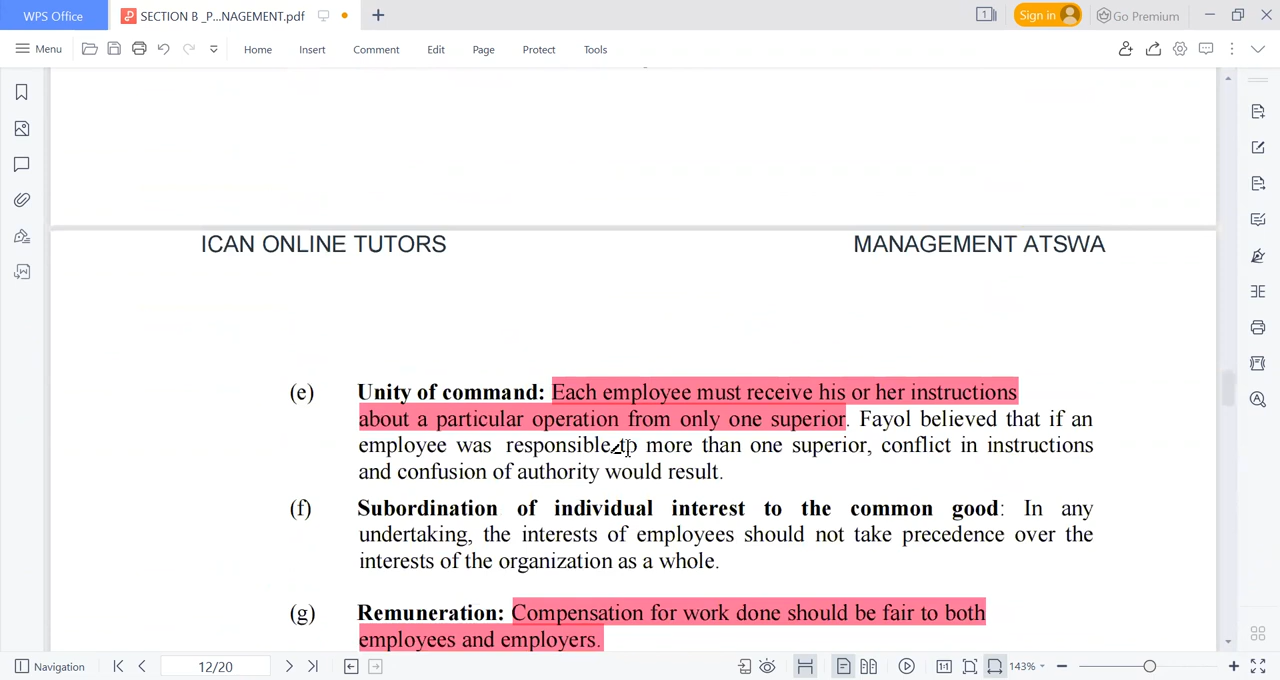 WPS Office
SECTION B _P...NAGEMENT.pdf
1
Sign in
Go Premium
Menu
Home
Insert
Comment
Edit
Page
Protect
Tools
ICAN ONLINE TUTORS
MANAGEMENT ATSWA
(e) Unity of command: Each employee must receive his or her instructions
about a particular operation from only one superior. Fayol believed that if an
employee was responsible to more than one superior, conflict in instructions
and confusion of authority would result.
(f) Subordination of individual interest to the common good: In any
undertaking, the interests of employees should not take precedence over the
interests of the organization as a whole.
(g) Remuneration: Compensation for work done should be fair to both
employees and employers.
Navigation
12/20
1:1
143%